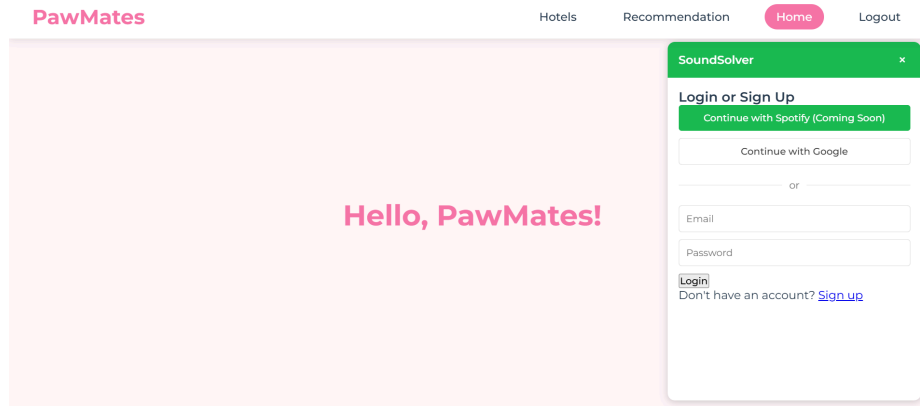 PawMates
Hotels Recommendation Home Logout
SoundSolver ×
Login or Sign Up
Continue with Spotify (Coming Soon)
Continue with Google
or
Email
Password
Login
Don't have an account? Sign up
Hello, PawMates!